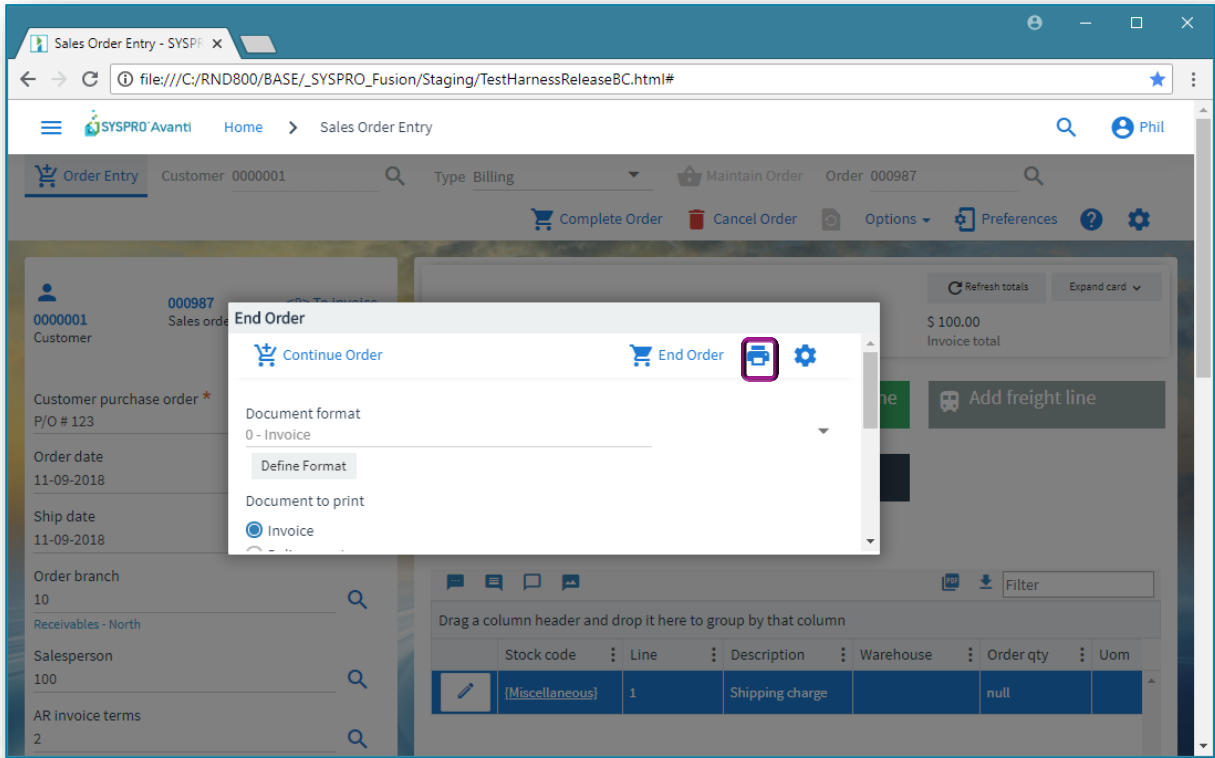 Sales Order Entry - SYSPR
file:///C:/RND800/BASE/_SYSPRO_Fusion/Staging/TestHarnessReleaseBC.html#
SYSPRO Avanti
Home
Sales Order Entry
Phil
Order Entry
Customer 0000001
Type Billing
Maintain Order
Order 000987
Complete Order
Cancel Order
Options
Preferences
?
0000001
Customer
000987
Sales orde
To invoice
Refresh totals
Expand card
$ 100.00
Invoice total
End Order
Continue Order
End Order
Document format
0 - Invoice
Define Format
Document to print
Invoice
Add freight line
Customer purchase order *
P/O # 123
Order date
11-09-2018
Ship date
11-09-2018
Order branch
10
Receivables - North
Salesperson
100
AR invoice terms
2
PDF
Filter
Drag a column header and drop it here to group by that column
Stock code Line Description Warehouse Order qty Uom
{Miscellaneous} 1 Shipping charge null